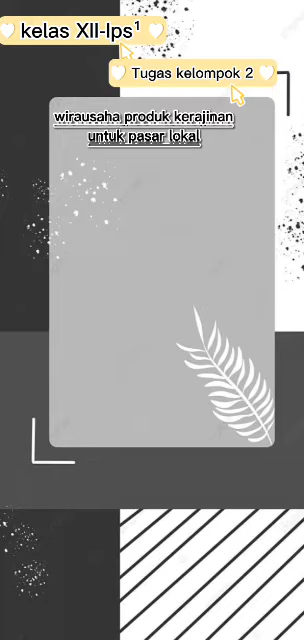 kelas XII-Ips¹
Tugas kelompok 2
wirausaha produk kerajinan
untuk pasar lokal